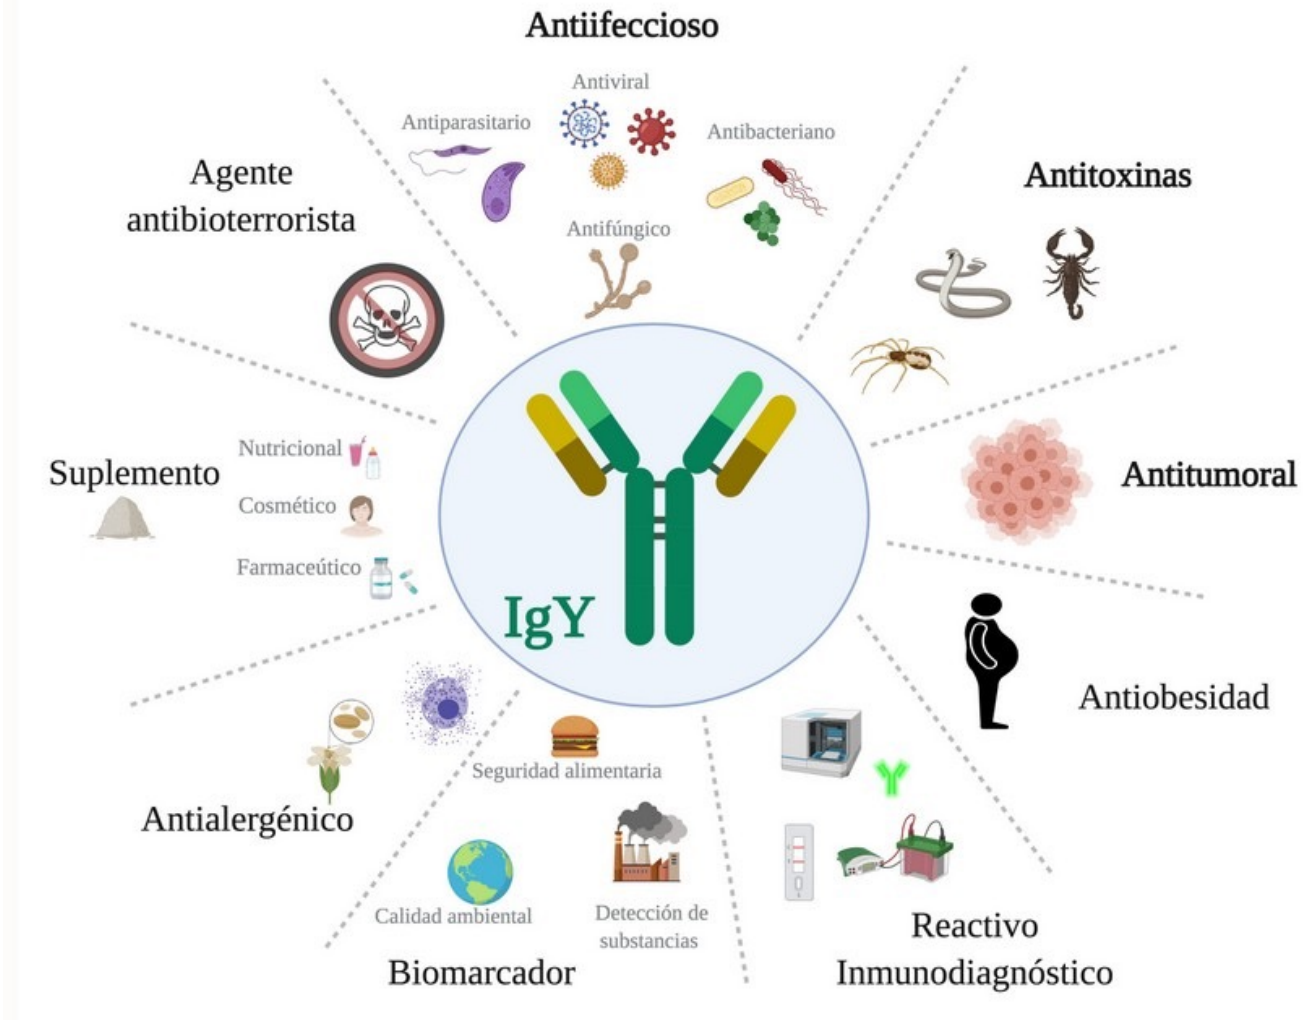 Antiifeccioso
Antiviral
Antiparasitario
Antibacteriano
Antifúngico
Agente
antibioterrorista
Antitoxinas
Suplemento
Nutricional
Cosmético
Farmaceútico
Antitumoral
IgY
Antiobesidad
Antialergénico
Seguridad alimentaria
Calidad ambiental
Detección de
substancias
Biomarcador
Reactivo
Inmunodiagnóstico